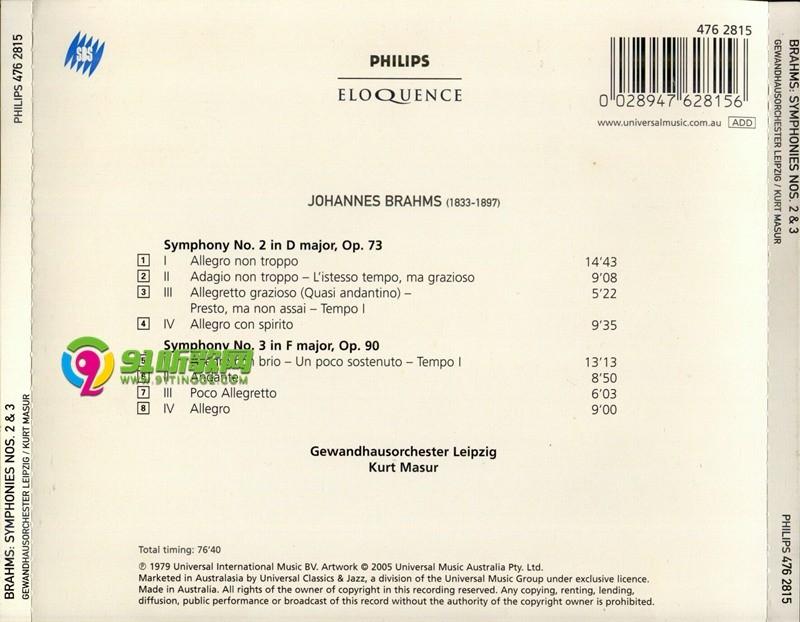 PHILIPS 476 2815
SBS
PHILIPS
ELOQUENCE
476 2815
0 028947 628156
www.universalmusic.com.au ADD
BRAHMS: SYMPHONIES NOS. 2 & 3
GEWANDHAUSORCHESTER LEIPZIG / KURT MASUR
JOHANNES BRAHMS (1833-1897)
Symphony No. 2 in D major, Op. 73
1 I Allegro non troppo 14'43
2 II Adagio non troppo – L'istesso tempo, ma grazioso 9'08
3 III Allegretto grazioso (Quasi andantino) – 5'22
Presto, ma non assai – Tempo I
4 IV Allegro con spirito 9'35
Symphony No. 3 in F major, Op. 90
91听歌网
WWW.91TINGGE.COM
5 brio – Un poco sostenuto – Tempo I 13'13
6 II Andante 8'50
7 III Poco Allegretto 6'03
8 IV Allegro 9'00
Gewandhausorchester Leipzig
Kurt Masur
BRAHMS: SYMPHONIES NOS. 2 & 3
GEWANDHAUSORCHESTER LEIPZIG / KURT MASUR
PHILIPS 476 2815
Total timing: 76'40
℗ 1979 Universal International Music BV. Artwork © 2005 Universal Music Australia Pty. Ltd.
Marketed in Australasia by Universal Classics & Jazz, a division of the Universal Music Group under exclusive licence.
Made in Australia. All rights of the owner of copyright in this recording reserved. Any copying, renting, lending,
diffusion, public performance or broadcast of this record without the authority of the copyright owner is prohibited.